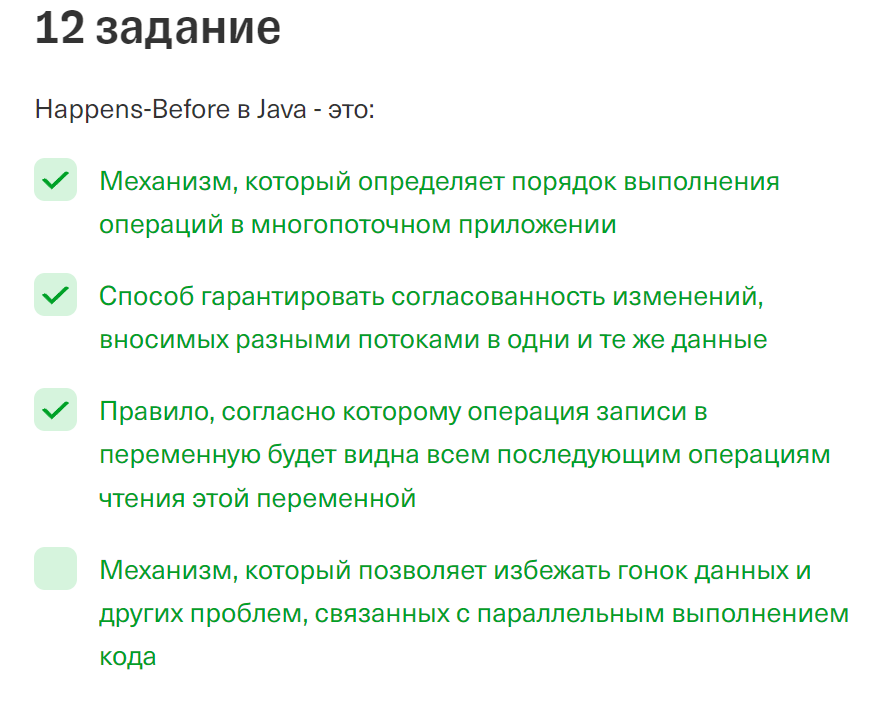 12 задание
Happens-Before в Java - это:
Механизм, который определяет порядок выполнения
операций в многопоточном приложении
Способ гарантировать согласованность изменений,
вносимых разными потоками в одни и те же данные
Правило, согласно которому операция записи в
переменную будет видна всем последующим операциям
чтения этой переменной
Механизм, который позволяет избежать гонок данных и
других проблем, связанных с параллельным выполнением
кода